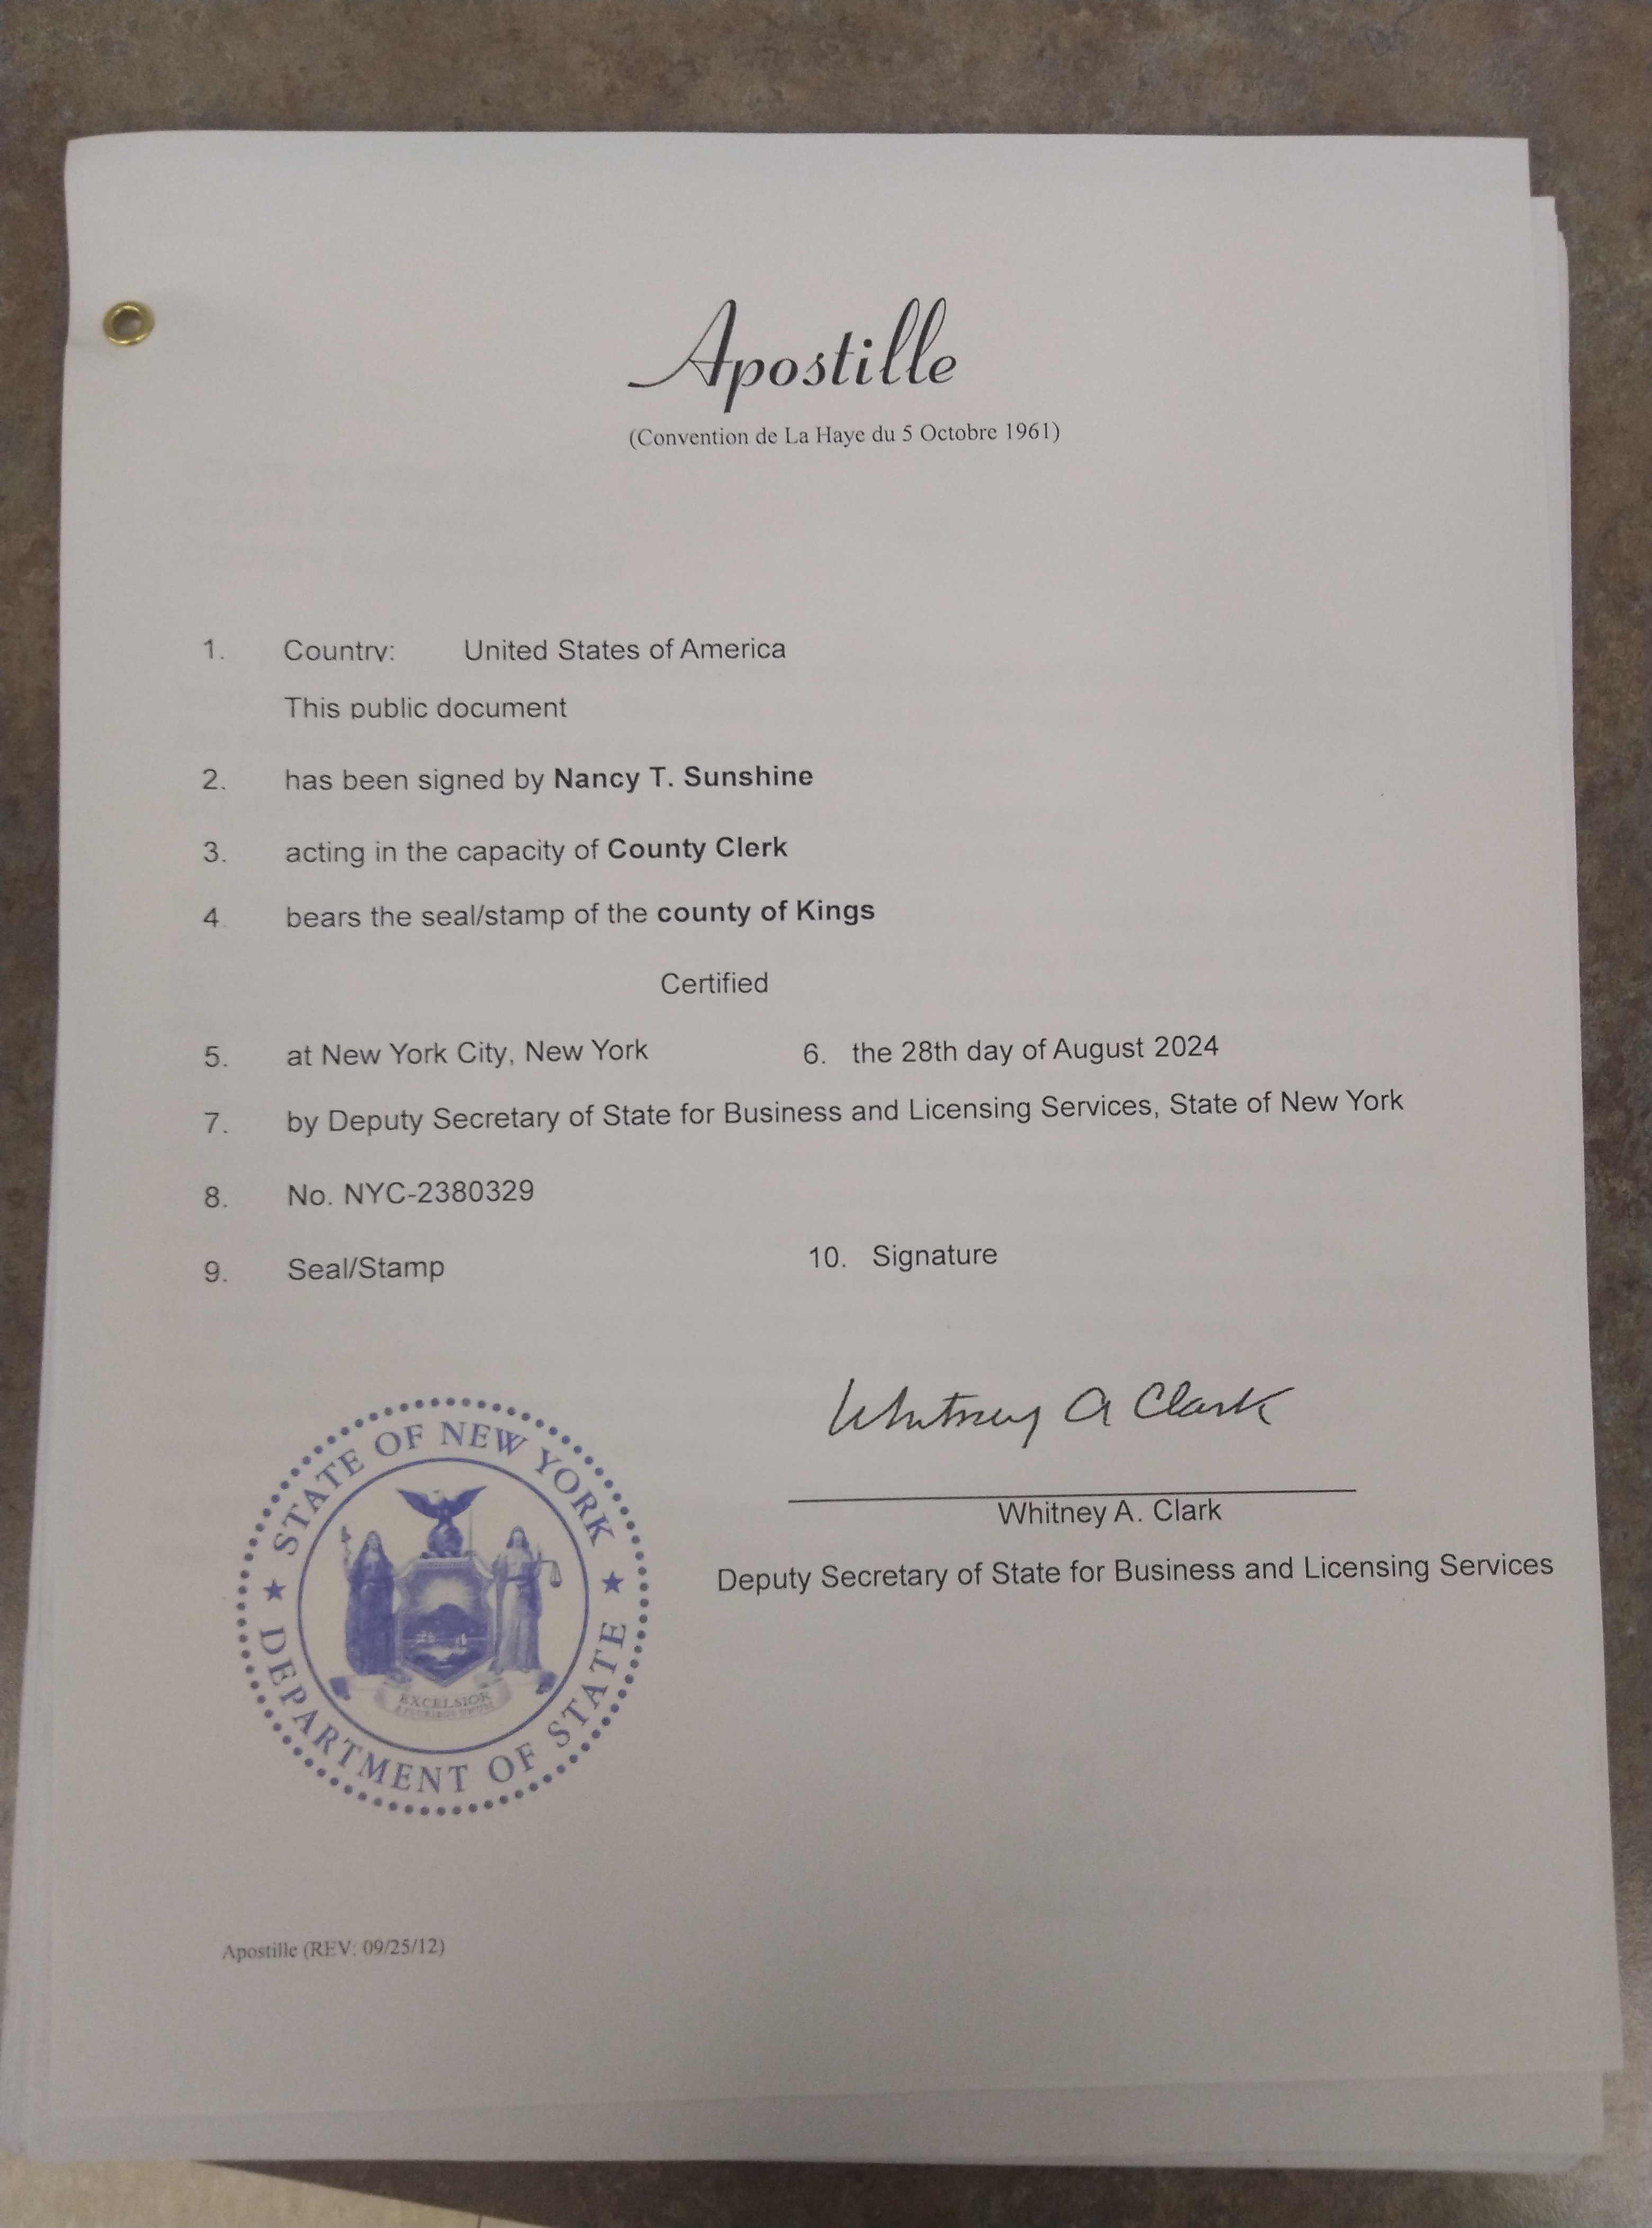 Apostille
(Convention de La Haye du 5 Octobre 1961)
1. Country: United States of America
This public document
2. has been signed by Nancy T. Sunshine
3. acting in the capacity of County Clerk
4. bears the seal/stamp of the county of Kings
Certified
5. at New York City, New York 6. the 28th day of August 2024
7. by Deputy Secretary of State for Business and Licensing Services, State of New York
8. No. NYC-2380329
9. Seal/Stamp 10. Signature
Whitney A Clark
Whitney A. Clark
Deputy Secretary of State for Business and Licensing Services
STATE OF NEW YORK
DEPARTMENT OF STATE
EXCELSIOR
E PLURIBUS UNUM
Apostille (REV: 09/25/12)